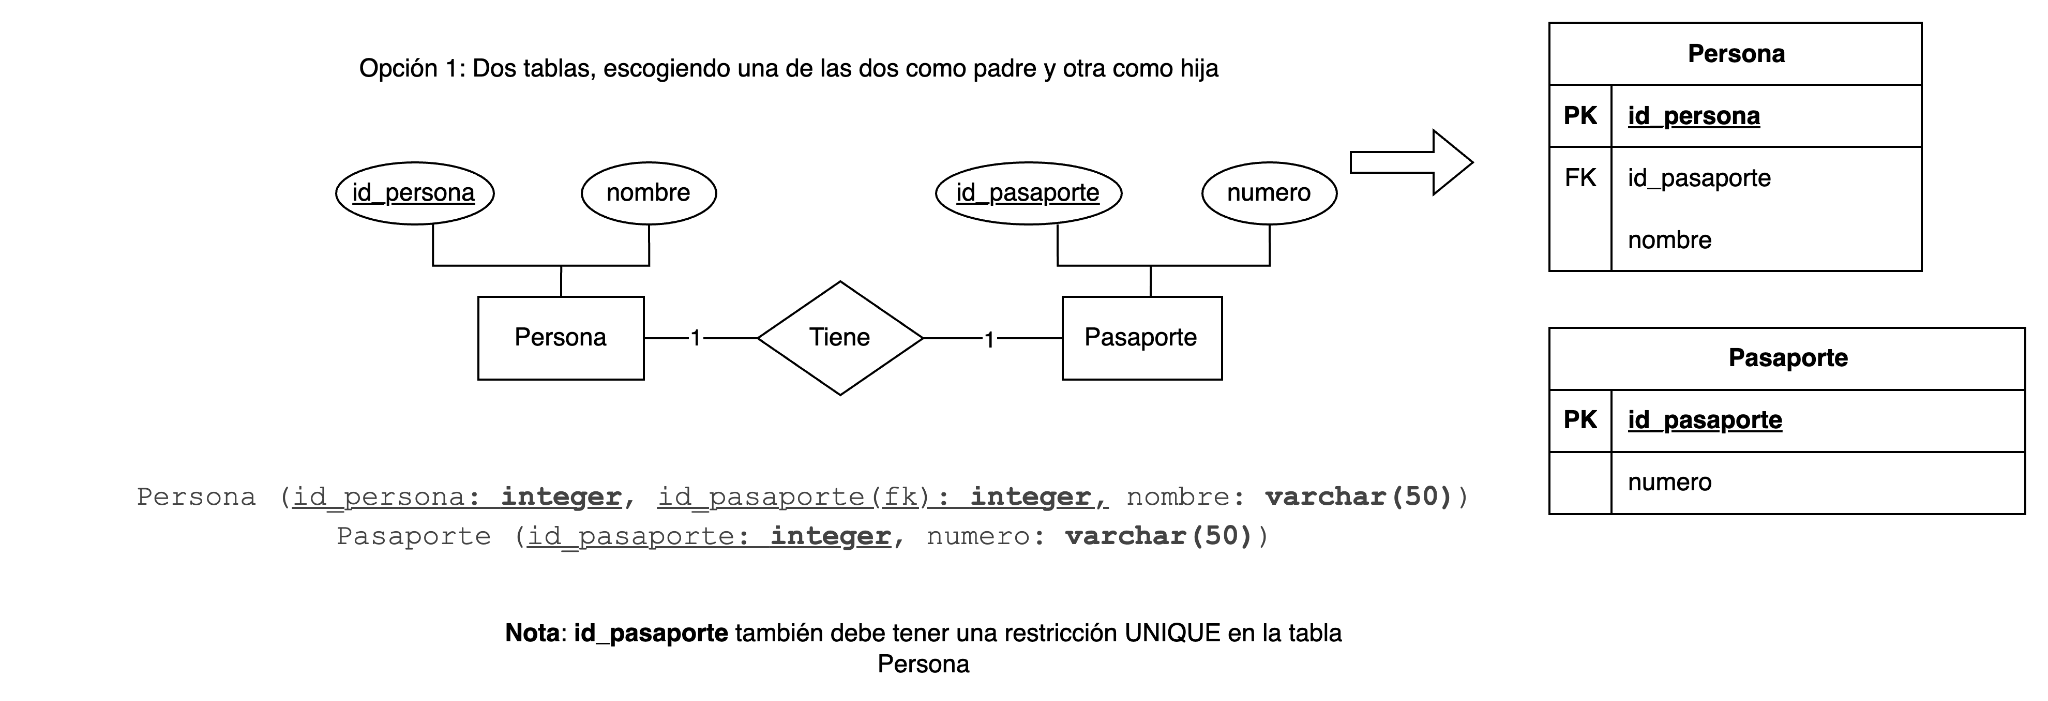 Opción 1: Dos tablas, escogiendo una de las dos como padre y otra como hija
id_persona
nombre
id_pasaporte
numero
Persona
1
Tiene
1
Pasaporte
Persona
PK id_persona
FK id_pasaporte
nombre
Pasaporte
PK id_pasaporte
numero
Persona (id_persona: integer, id_pasaporte(fk): integer, nombre: varchar(50))
Pasaporte (id_pasaporte: integer, numero: varchar(50))
Nota: id_pasaporte también debe tener una restricción UNIQUE en la tabla
Persona